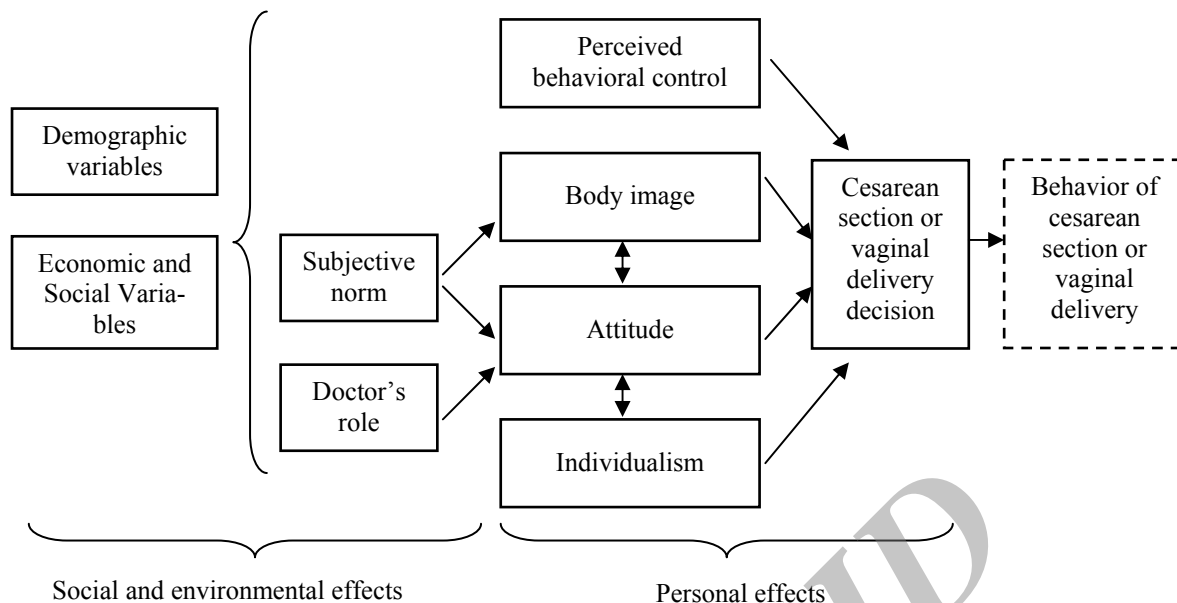 Demographic
variables
Economic and
Social Varia-
bles
Subjective
norm
Doctor’s
role
Perceived
behavioral control
Body image
Attitude
Individualism
Cesarean
section or
vaginal
delivery
decision
Behavior of
cesarean
section or
vaginal
delivery
Social and environmental effects
Personal effects